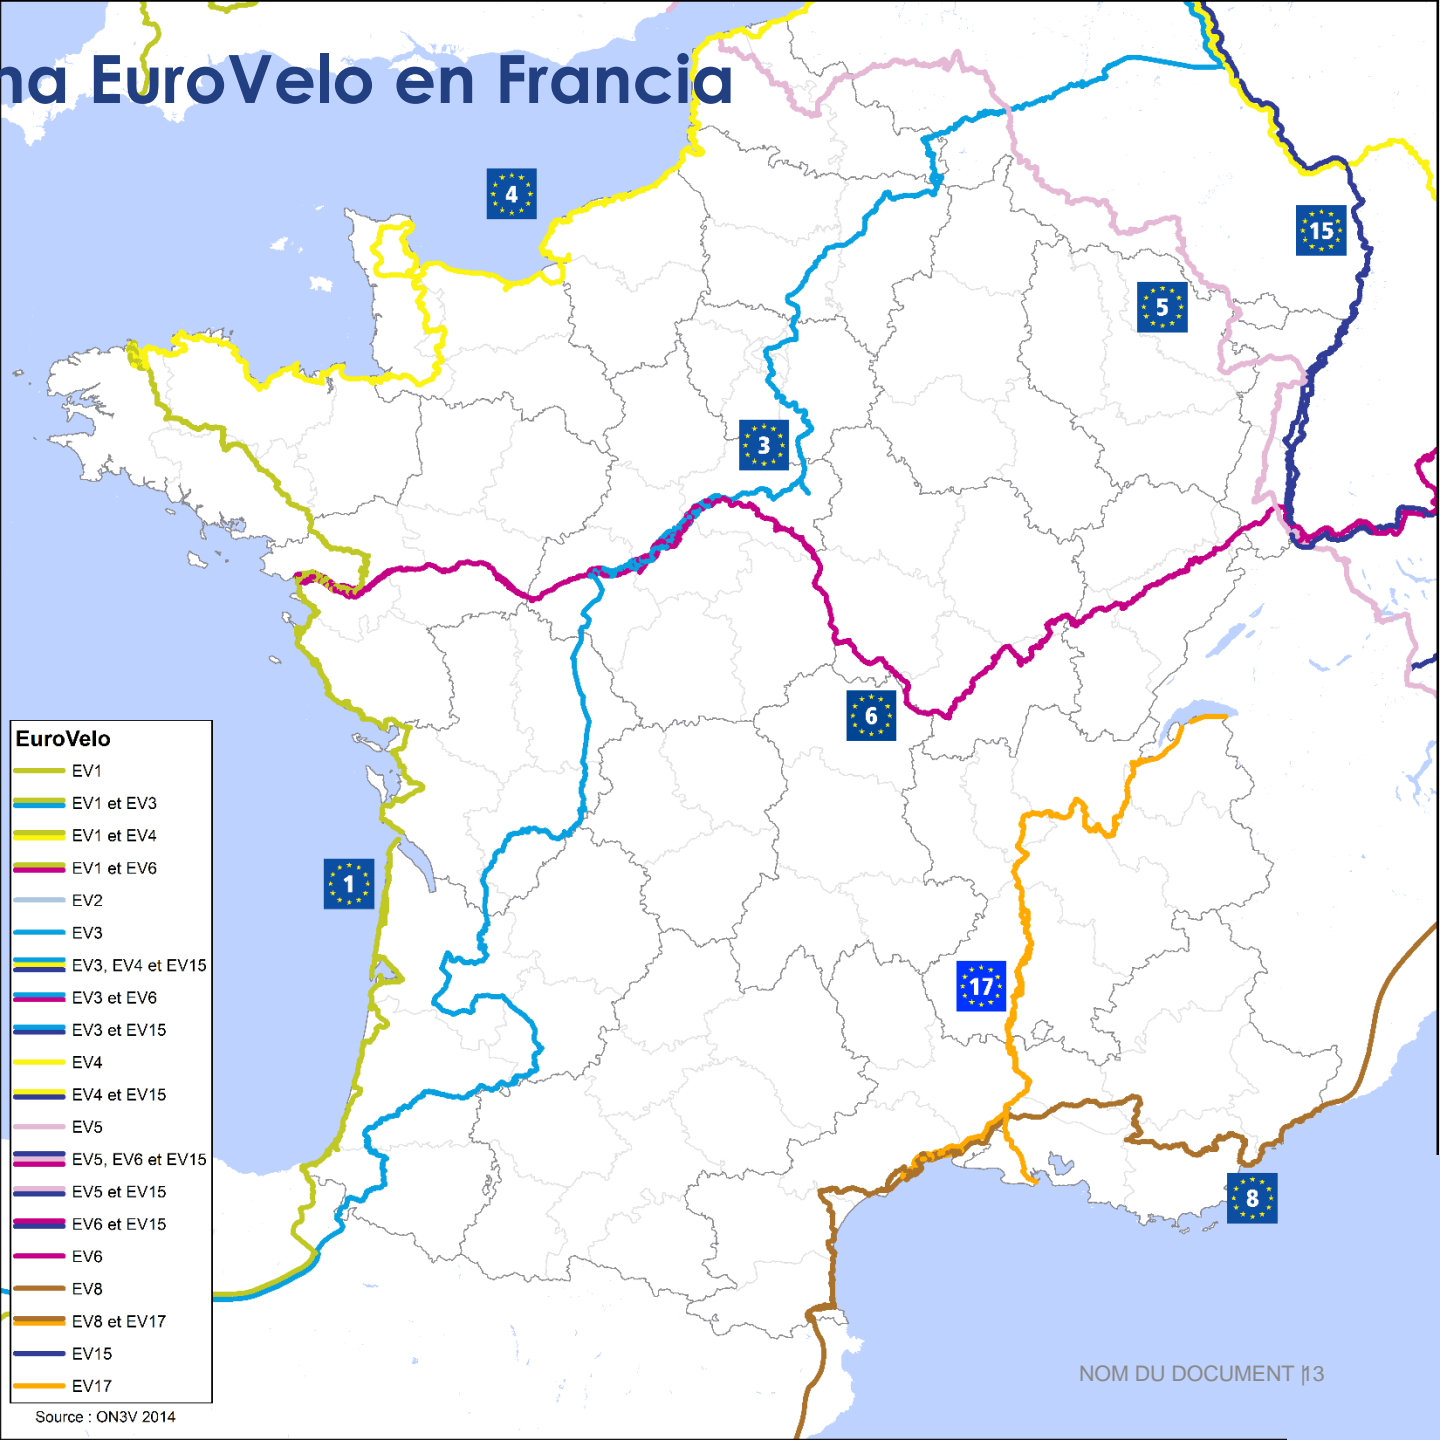 na EuroVelo en Francia
4
15
5
3
6
1
17
8
EuroVelo
EV1
EV1 et EV3
EV1 et EV4
EV1 et EV6
EV2
EV3
EV3, EV4 et EV15
EV3 et EV6
EV3 et EV15
EV4
EV4 et EV15
EV5
EV5, EV6 et EV15
EV5 et EV15
EV6 et EV15
EV6
EV8
EV8 et EV17
EV15
EV17
Source : ON3V 2014
NOM DU DOCUMENT |13